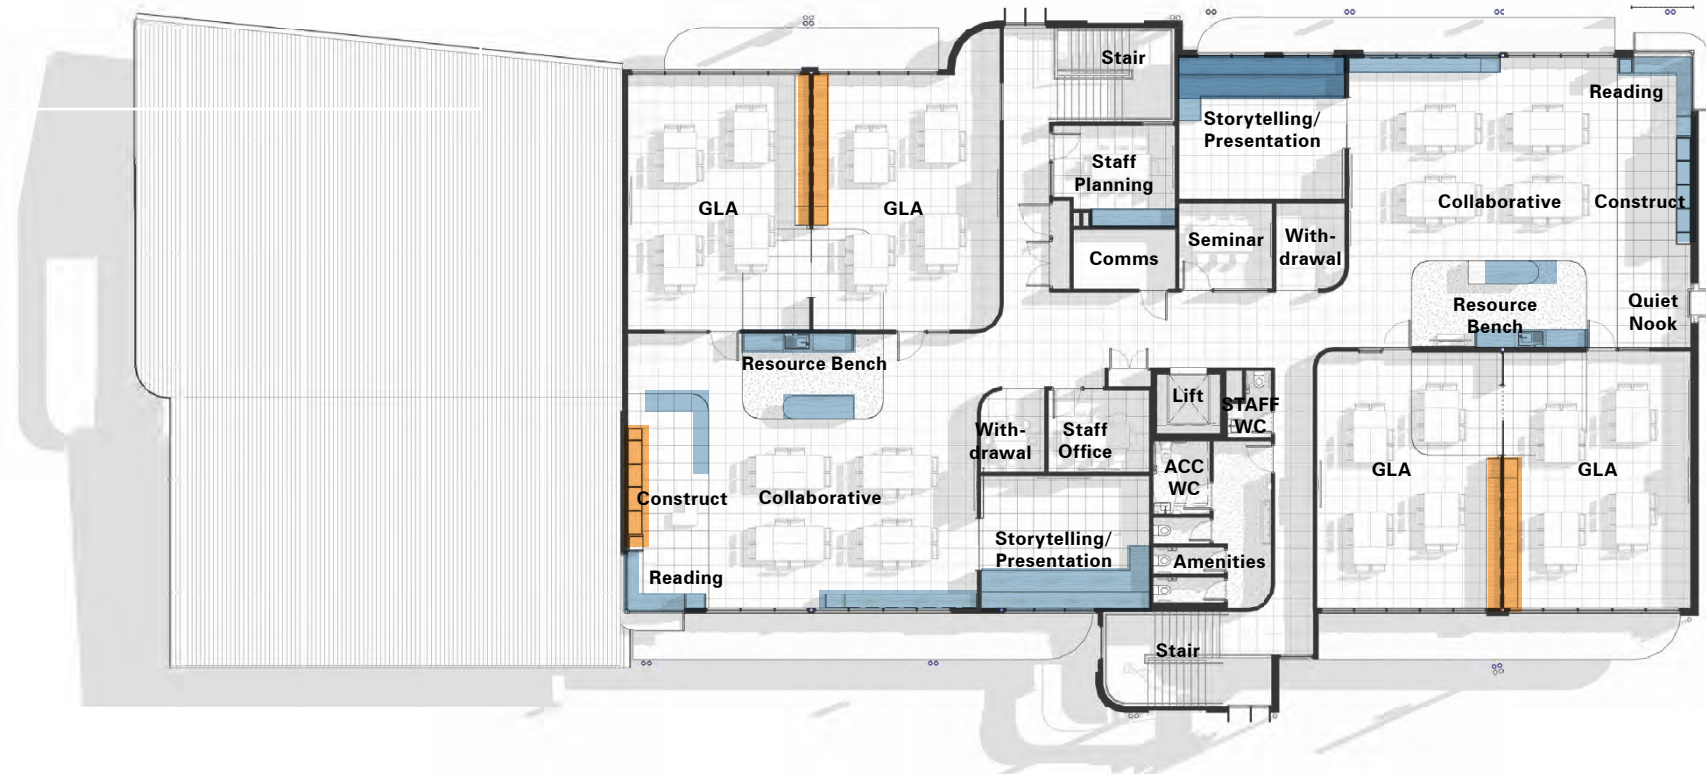 Stair
Reading
Storytelling/
Presentation
Staff
Planning
GLA
GLA
Collaborative
Construct
Seminar
With-
drawal
Comms
Resource
Bench
Quiet
Nook
Resource Bench
Lift
STAFF
WC
With-
drawal
Staff
Office
ACC
WC
GLA
GLA
Construct
Collaborative
Storytelling/
Presentation
Amenities
Reading
Stair